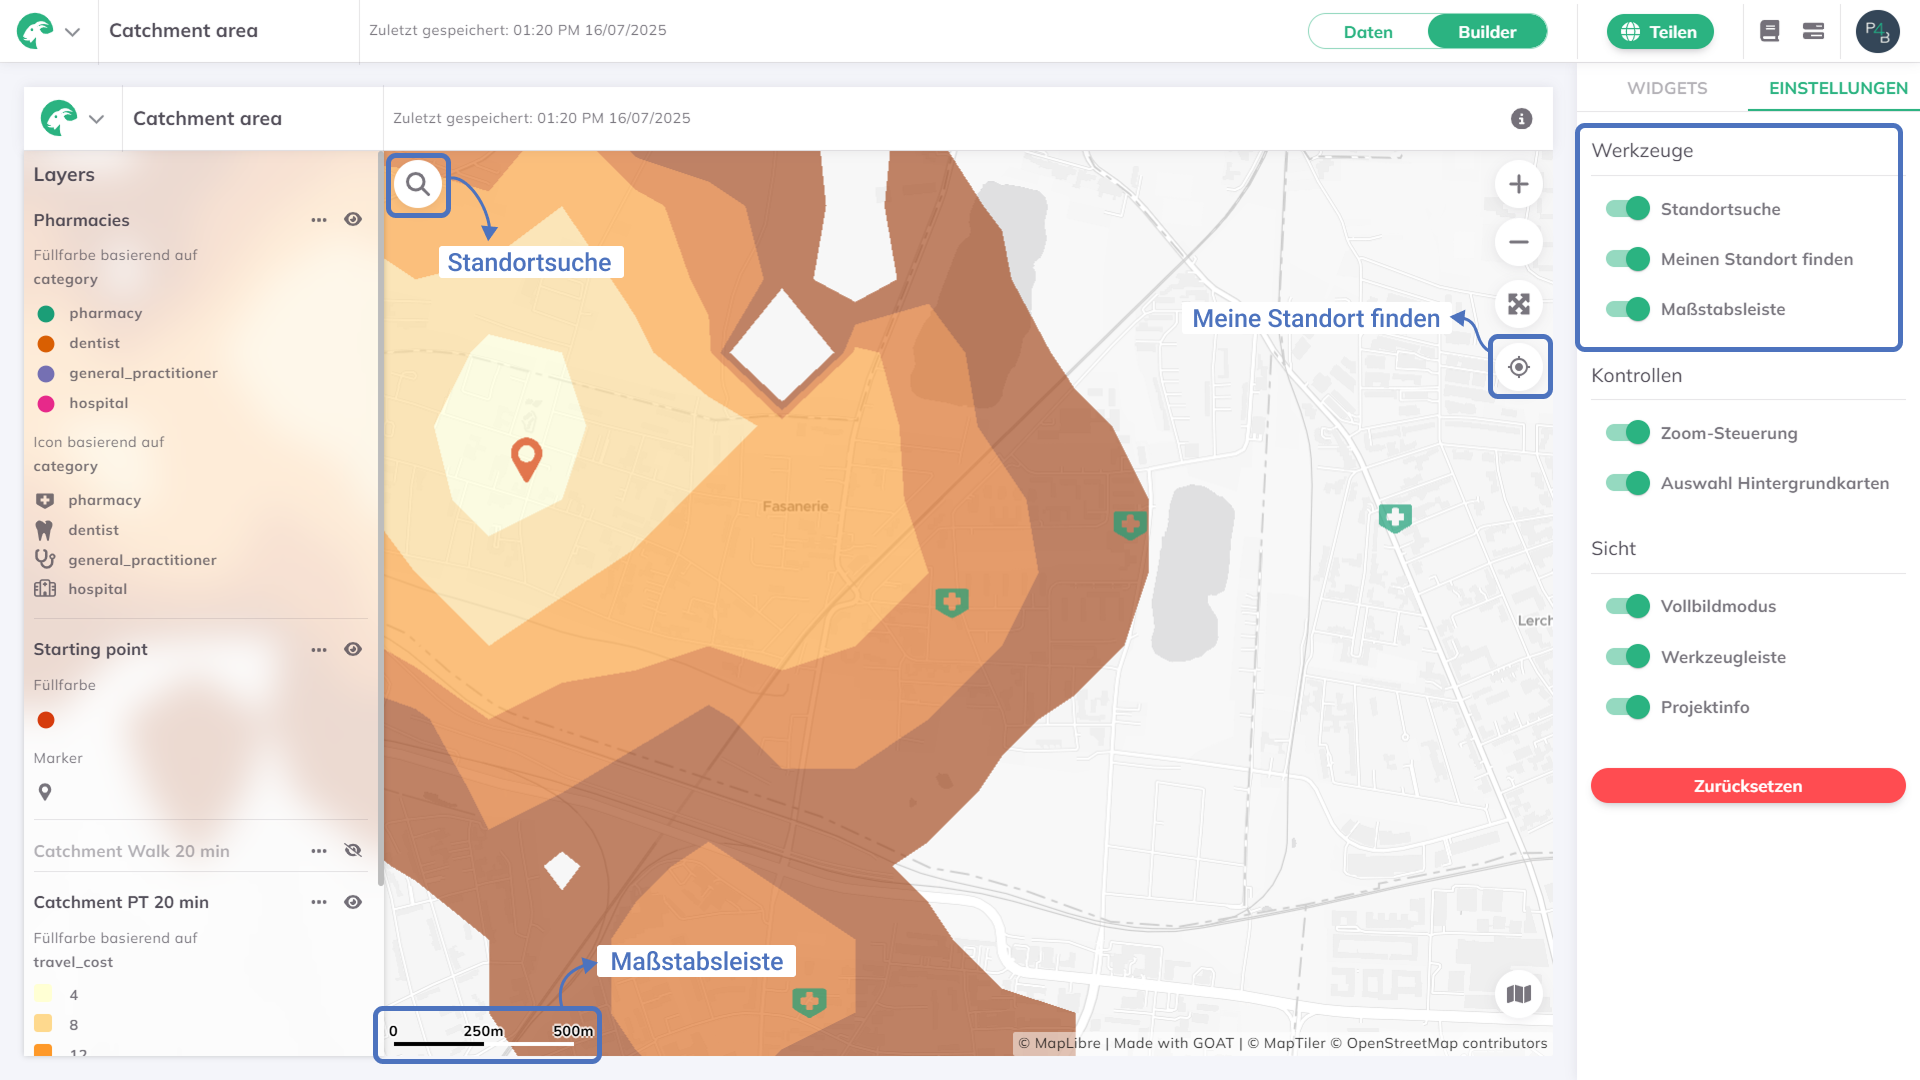 Catchment area
Zuletzt gespeichert: 01:20 PM 16/07/2025
Daten
Builder
Teilen
P4B
WIDGETS
EINSTELLUNGEN
Catchment area
Zuletzt gespeichert: 01:20 PM 16/07/2025
Layers
Pharmacies
Füllfarbe basierend auf
category
pharmacy
dentist
general_practitioner
hospital
Icon basierend auf
category
pharmacy
dentist
general_practitioner
hospital
Starting point
Füllfarbe
Marker
Catchment Walk 20 min
Catchment PT 20 min
Füllfarbe basierend auf
travel_cost
4
8
12
Standortsuche
Meine Standort finden
Fasanerie
Lerch
Maßstabsleiste
0 250m 500m
© MapLibre | Made with GOAT | © MapTiler © OpenStreetMap contributors
Werkzeuge
Standortsuche
Meinen Standort finden
Maßstabsleiste
Kontrollen
Zoom-Steuerung
Auswahl Hintergrundkarten
Sicht
Vollbildmodus
Werkzeugleiste
Projektinfo
Zurücksetzen